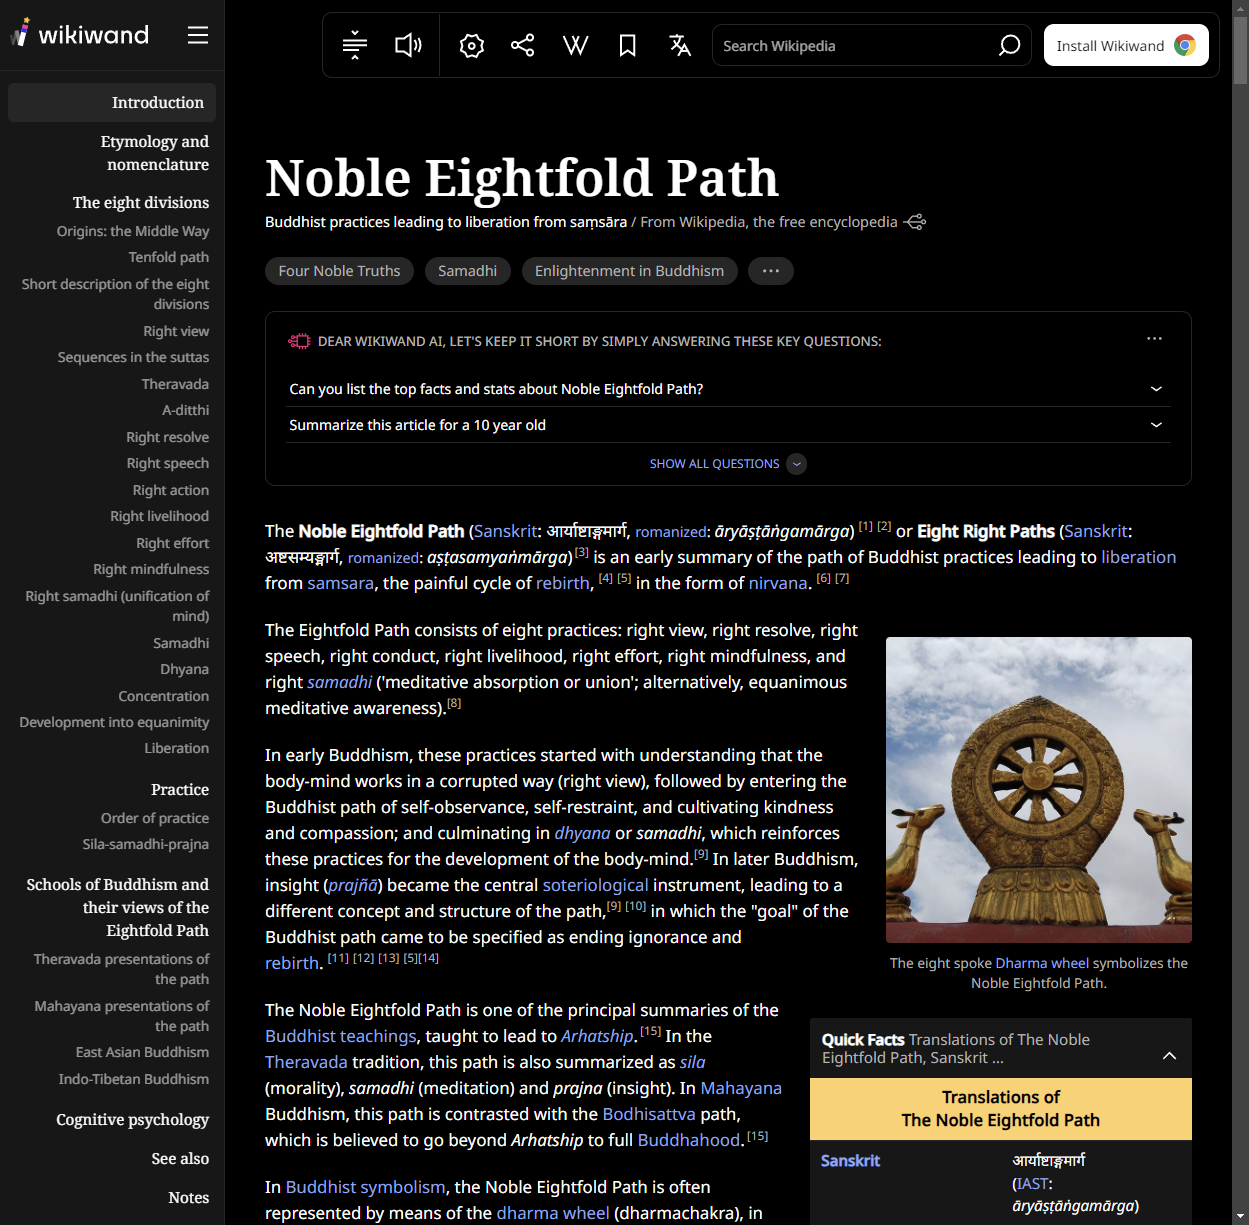 wikiwand
Search Wikipedia
Install Wikiwand
Introduction
Etymology and
nomenclature
The eight divisions
Origins: the Middle Way
Tenfold path
Short description of the eight
divisions
Right view
Sequences in the suttas
Theravada
A-ditthi
Right resolve
Right speech
Right action
Right livelihood
Right effort
Right mindfulness
Right samadhi (unification of
mind)
Samadhi
Dhyana
Concentration
Development into equanimity
Liberation
Practice
Order of practice
Sila-samadhi-prajna
Schools of Buddhism and
their views of the
Eightfold Path
Theravada presentations of
the path
Mahayana presentations of
the path
East Asian Buddhism
Indo-Tibetan Buddhism
Cognitive psychology
See also
Notes
Noble Eightfold Path
Buddhist practices leading to liberation from saṃsāra / From Wikipedia, the free encyclopedia
Four Noble Truths
Samadhi
Enlightenment in Buddhism
DEAR WIKIWAND AI, LET'S KEEP IT SHORT BY SIMPLY ANSWERING THESE KEY QUESTIONS:
Can you list the top facts and stats about Noble Eightfold Path?
Summarize this article for a 10 year old
SHOW ALL QUESTIONS
The Noble Eightfold Path (Sanskrit: आर्याष्टाङ्गमार्ग, romanized: āryāṣṭāṅgamārga) [1] [2] or Eight Right Paths (Sanskrit:
अष्टसम्यङ्मार्ग, romanized: aṣṭasamyaṅmārga)[3] is an early summary of the path of Buddhist practices leading to liberation
from samsara, the painful cycle of rebirth, [4] [5] in the form of nirvana. [6] [7]
The Eightfold Path consists of eight practices: right view, right resolve, right
speech, right conduct, right livelihood, right effort, right mindfulness, and
right samadhi ('meditative absorption or union'; alternatively, equanimous
meditative awareness).[8]
In early Buddhism, these practices started with understanding that the
body-mind works in a corrupted way (right view), followed by entering the
Buddhist path of self-observance, self-restraint, and cultivating kindness
and compassion; and culminating in dhyana or samadhi, which reinforces
these practices for the development of the body-mind.[9] In later Buddhism,
insight (prajñā) became the central soteriological instrument, leading to a
different concept and structure of the path,[9] [10] in which the "goal" of the
Buddhist path came to be specified as ending ignorance and
rebirth. [11] [12] [13] [5][14]
The Noble Eightfold Path is one of the principal summaries of the
Buddhist teachings, taught to lead to Arhatship.[15] In the
Theravada tradition, this path is also summarized as sila
(morality), samadhi (meditation) and prajna (insight). In Mahayana
Buddhism, this path is contrasted with the Bodhisattva path,
which is believed to go beyond Arhatship to full Buddhahood.[15]
In Buddhist symbolism, the Noble Eightfold Path is often
represented by means of the dharma wheel (dharmachakra), in
The eight spoke Dharma wheel symbolizes the
Noble Eightfold Path.
Quick Facts Translations of The Noble
Eightfold Path, Sanskrit ...
Translations of
The Noble Eightfold Path
Sanskrit
आर्याष्टाङ्गमार्ग
(IAST:
āryāṣṭāṅgamārga)